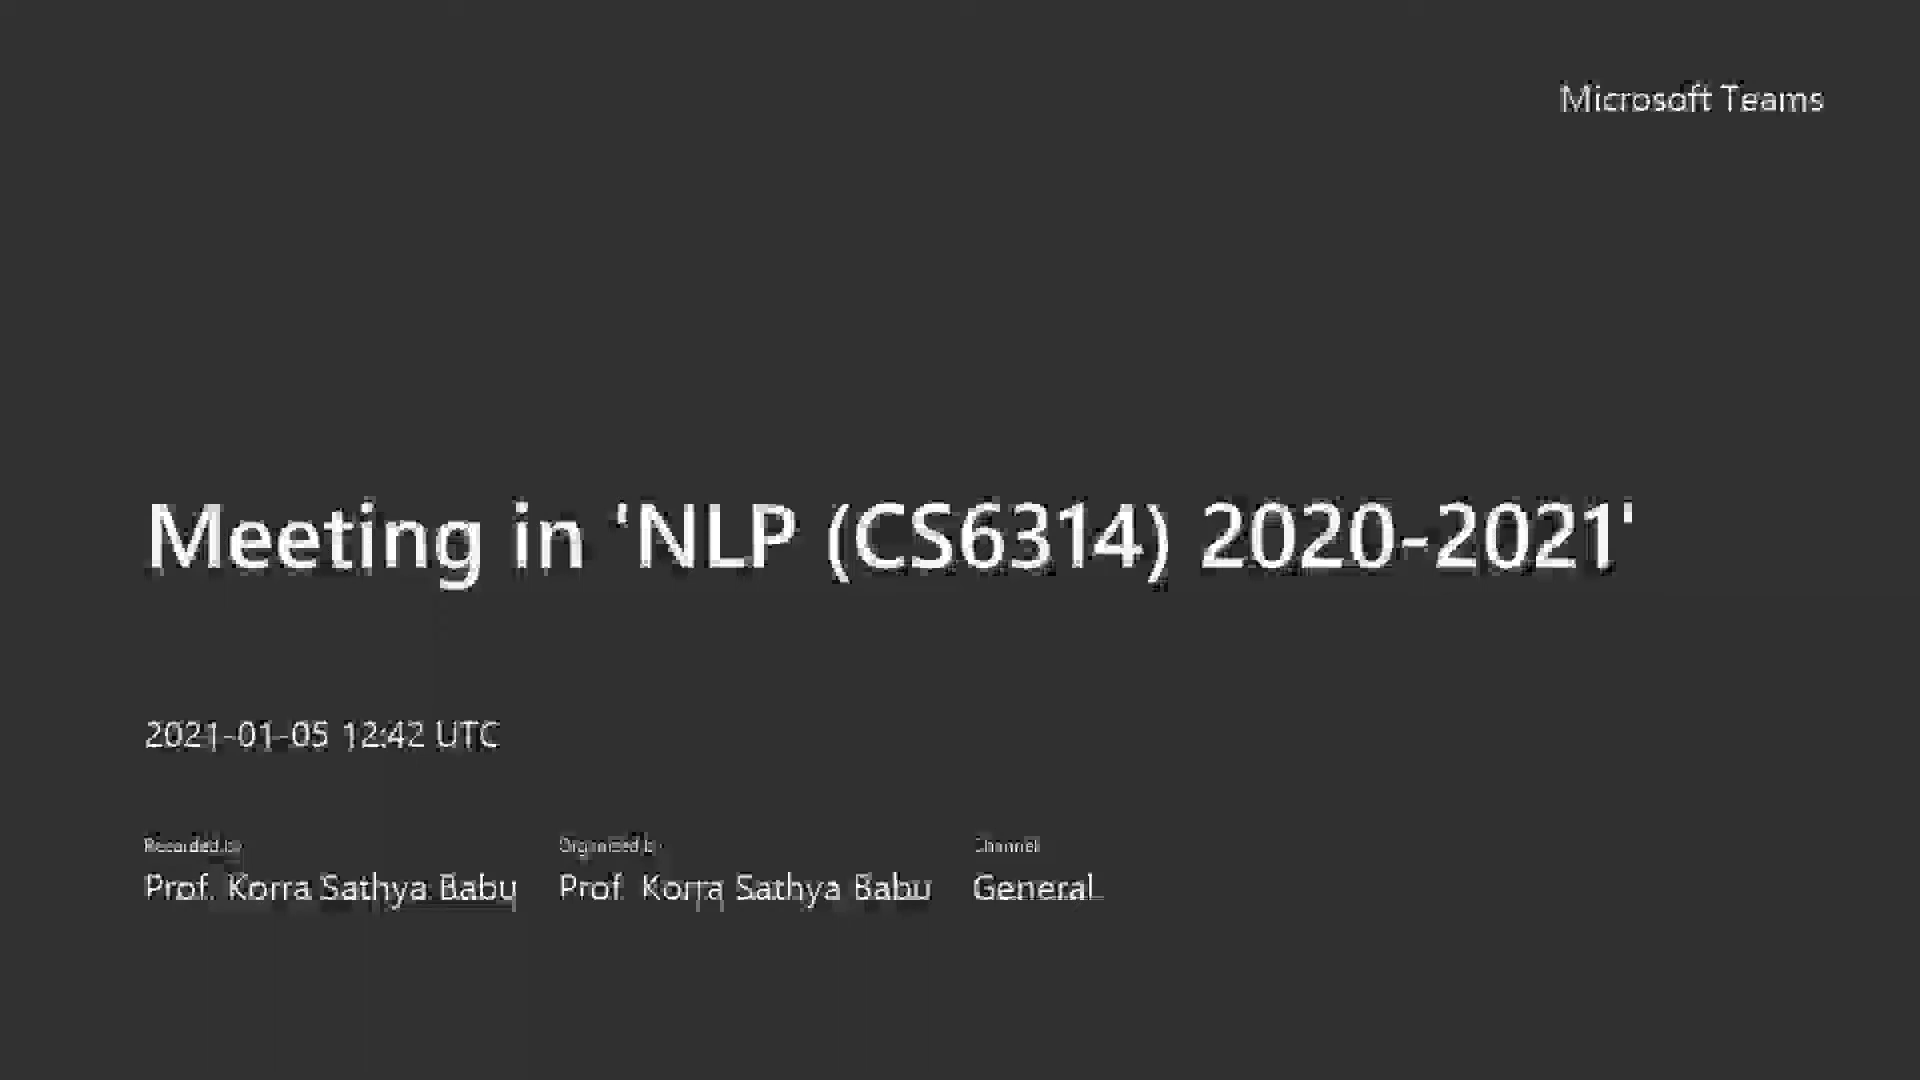 Microsoft Teams
Meeting in 'NLP (CS6314) 2020-2021'
2021-01-05 12:42 UTC
Recorded by Organized by Channel
Prof. Korra Sathya Babu Prof. Korra Sathya Babu General